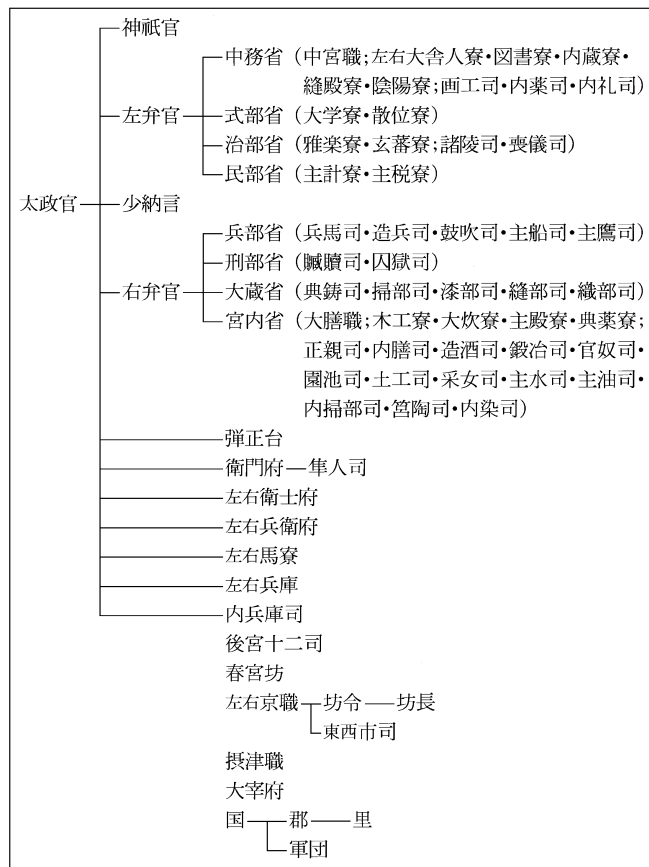 神祇官
中務省（中宮職;左右大舎人寮・図書寮・内蔵寮・
縫殿寮・陰陽寮;画工司・内薬司・内礼司）
左弁官 式部省（大学寮・散位寮）
治部省（雅楽寮・玄蕃寮;諸陵司・喪儀司）
民部省（主計寮・主税寮）
太政官 少納言
兵部省（兵馬司・造兵司・鼓吹司・主船司・主鷹司）
刑部省（贓贖司・囚獄司）
右弁官 大蔵省（典鋳司・掃部司・漆部司・縫部司・織部司）
宮内省（大膳職;木工寮・大炊寮・主殿寮・典薬寮;
正親司・内膳司・造酒司・鍛冶司・官奴司・
園池司・土工司・采女司・主水司・主油司・
内掃部司・筥陶司・内染司）
弾正台
衛門府 隼人司
左右衛士府
左右兵衛府
左右馬寮
左右兵庫
内兵庫司
後宮十二司
春宮坊
左右京職 坊令 坊長
東西市司
摂津職
大宰府
国 郡 里
軍団